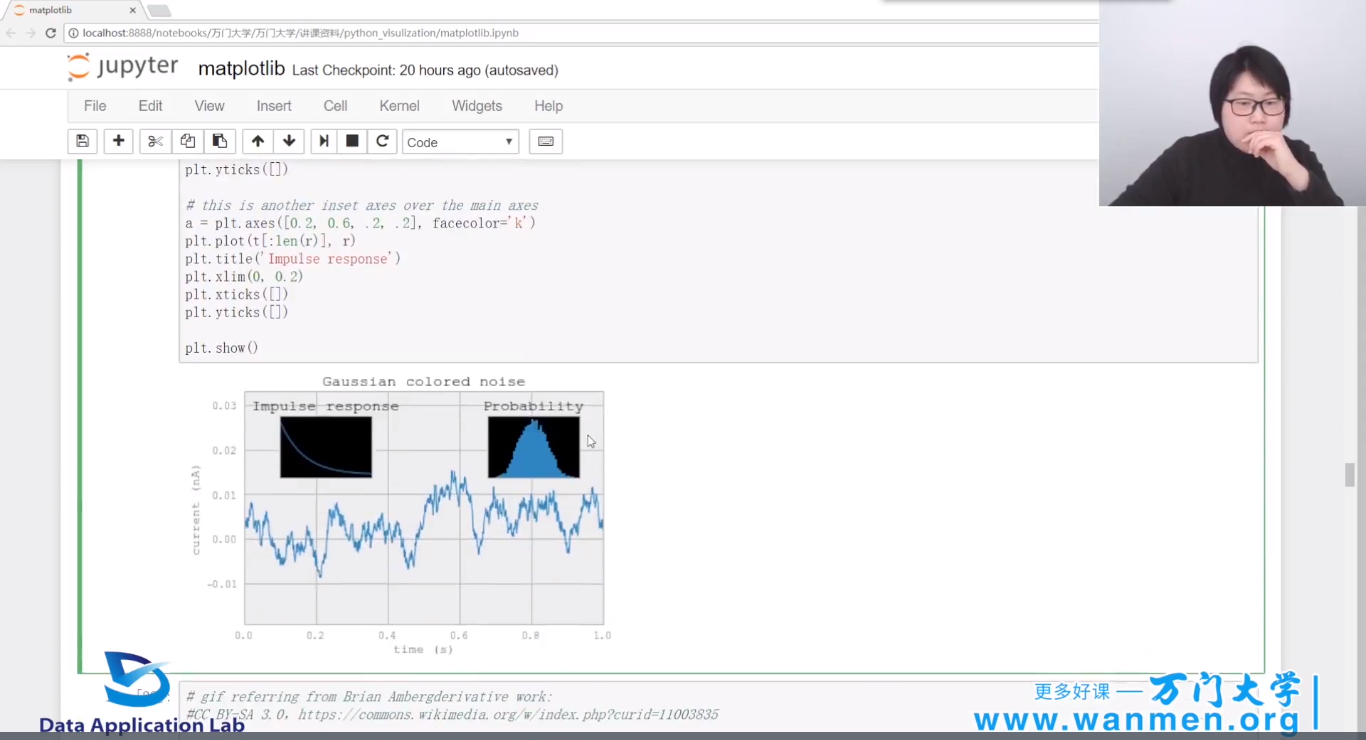 matplotlib
localhost:8888/notebooks/万门大学/万门大学/讲课资料/python_visulization/matplotlib.ipynb
jupyter matplotlib Last Checkpoint: 20 hours ago (autosaved)
File Edit View Insert Cell Kernel Widgets Help
Code
plt.yticks([])
# this is another inset axes over the main axes
a = plt.axes([0.2, 0.6, .2, .2], facecolor='k')
plt.plot(t[:len(r)], r)
plt.title('Impulse response')
plt.xlim(0, 0.2)
plt.xticks([])
plt.yticks([])
plt.show()
Gaussian colored noise
Impulse response Probability
0.03
0.02
0.01
0.00
-0.01
current (nA)
0.0 0.2 0.4 0.6 0.8 1.0
time (s)
# gif referring from Brian Ambergderivative work:
#CC BY-SA 3.0, https://commons.wikimedia.org/w/index.php?curid=11003835
Data Application Lab
更多好课 — 万门大学
www.wanmen.org